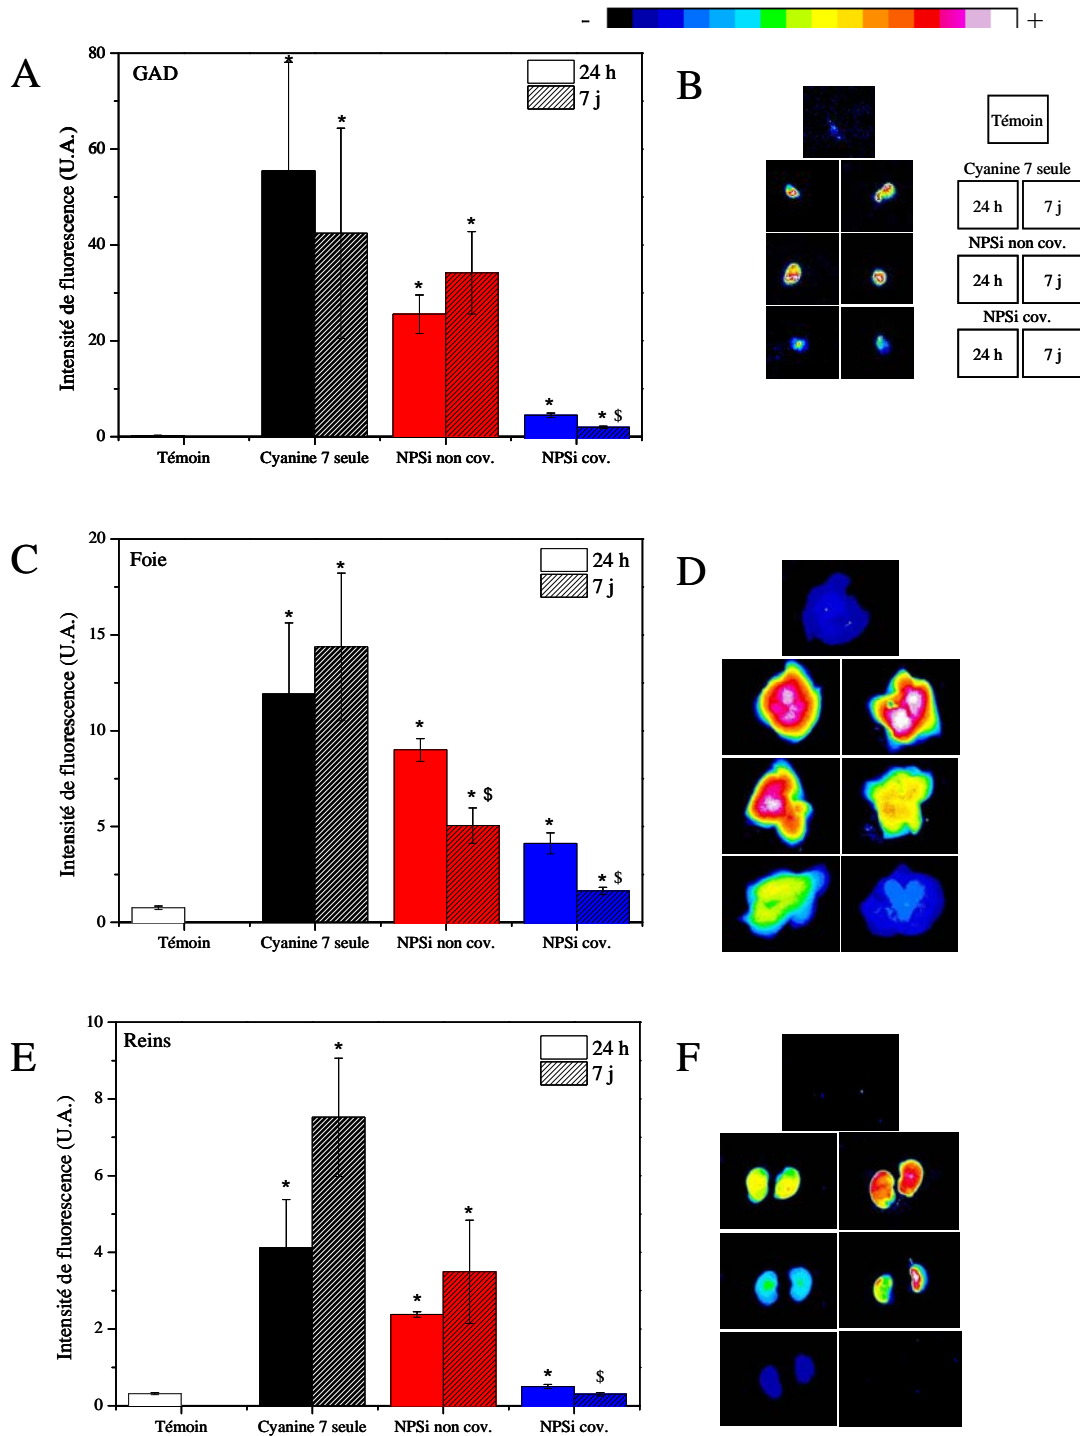 - +
A
GAD
24 h
7 j
80
60
40
20
0
Intensité de fluorescence (U.A.)
* * * * * * $
Témoin Cyanine 7 seule NPSi non cov. NPSi cov.
B
Témoin
Cyanine 7 seule
24 h 7 j
NPSi non cov.
24 h 7 j
NPSi cov.
24 h 7 j
C
Foie
24 h
7 j
20
15
10
5
0
Intensité de fluorescence (U.A.)
* * * * $ * * $
Témoin Cyanine 7 seule NPSi non cov. NPSi cov.
D
E
Reins
24 h
7 j
10
8
6
4
2
0
Intensité de fluorescence (U.A.)
* * * * * $
Témoin Cyanine 7 seule NPSi non cov. NPSi cov.
F